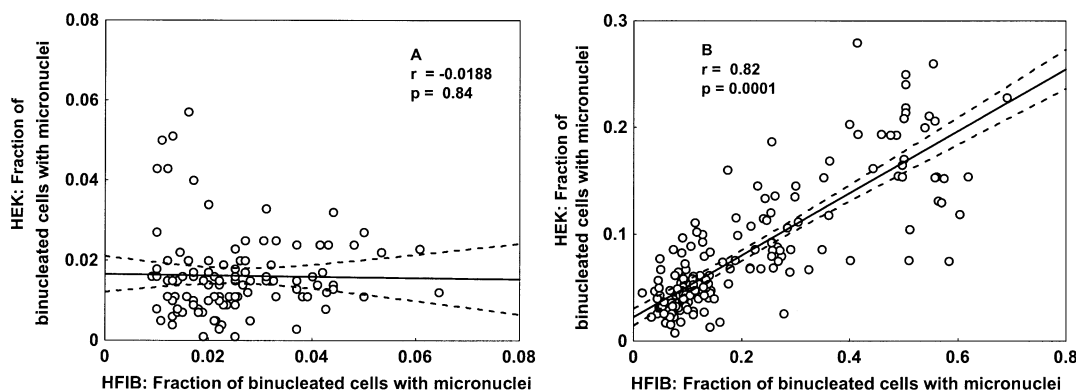 HEK: Fraction of
binucleated cells with micronuclei
0.08
0.06
0.04
0.02
0
A
r = -0.0188
p = 0.84
0 0.02 0.04 0.06 0.08
HFIB: Fraction of binucleated cells with micronuclei
HEK: Fraction of
binucleated cells with micronuclei
0.3
0.2
0.1
0
B
r = 0.82
p = 0.0001
0 0.2 0.4 0.6 0.8
HFIB: Fraction of binucleated cells with micronuclei